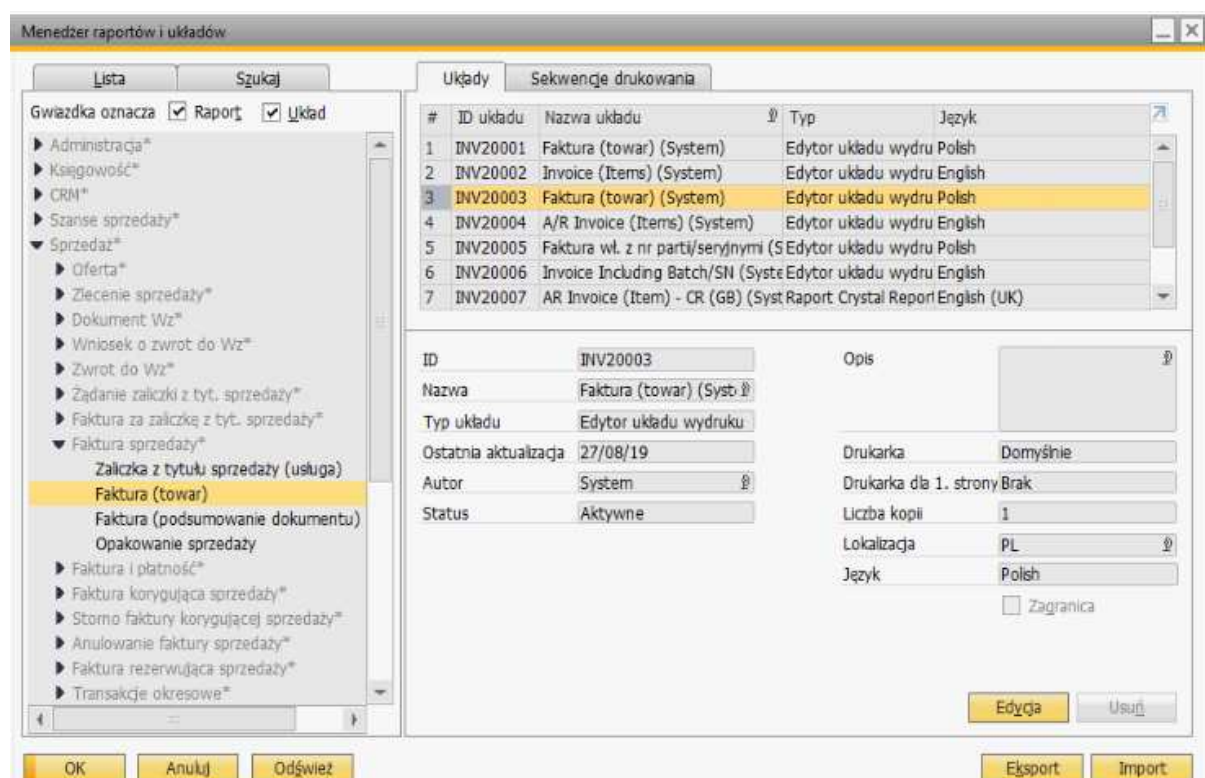 Menedżer raportów i układów
Lista Szukaj
Gwiazdka oznacza Raport Układ
Administracja*
Księgowość*
CRM*
Szanse sprzedaży*
Sprzedaż*
Oferta*
Zlecenie sprzedaży*
Dokument Wz*
Wniosek o zwrot do Wz*
Zwrot do Wz*
Żądanie zaliczki z tyt. sprzedaży*
Faktura za zaliczkę z tyt. sprzedaży*
Faktura sprzedaży*
Zaliczka z tytułu sprzedaży (usługa)
Faktura (towar)
Faktura (podsumowanie dokumentu)
Opakowanie sprzedaży
Faktura i płatność*
Faktura korygująca sprzedaży*
Storno faktury korygującej sprzedaży*
Anulowanie faktury sprzedaży*
Faktura rezerwująca sprzedaży*
Transakcje okresowe*
Układy Sekwencje drukowania
# ID układu Nazwa układu Typ Język
1 INV20001 Faktura (towar) (System) Edytor układu wydru Polish
2 INV20002 Invoice (Items) (System) Edytor układu wydru English
3 INV20003 Faktura (towar) (System) Edytor układu wydru Polish
4 INV20004 A/R Invoice (Items) (System) Edytor układu wydru English
5 INV20005 Faktura wł. z nr partii/seryjnymi (S Edytor układu wydru Polish
6 INV20006 Invoice Including Batch/SN (Syste Edytor układu wydru English
7 INV20007 AR Invoice (Item) - CR (GB) (Syst Raport Crystal Report English (UK)
ID INV20003
Nazwa Faktura (towar) (Syst
Typ układu Edytor układu wydruku
Ostatnia aktualizacja 27/08/19
Autor System
Status Aktywne
Opis
Drukarka Domyślnie
Drukarka dla 1. strony Brak
Liczba kopii 1
Lokalizacja PL
Język Polish
Zagranica
Edycja Usuń
OK Anuluj Odśwież Eksport Import